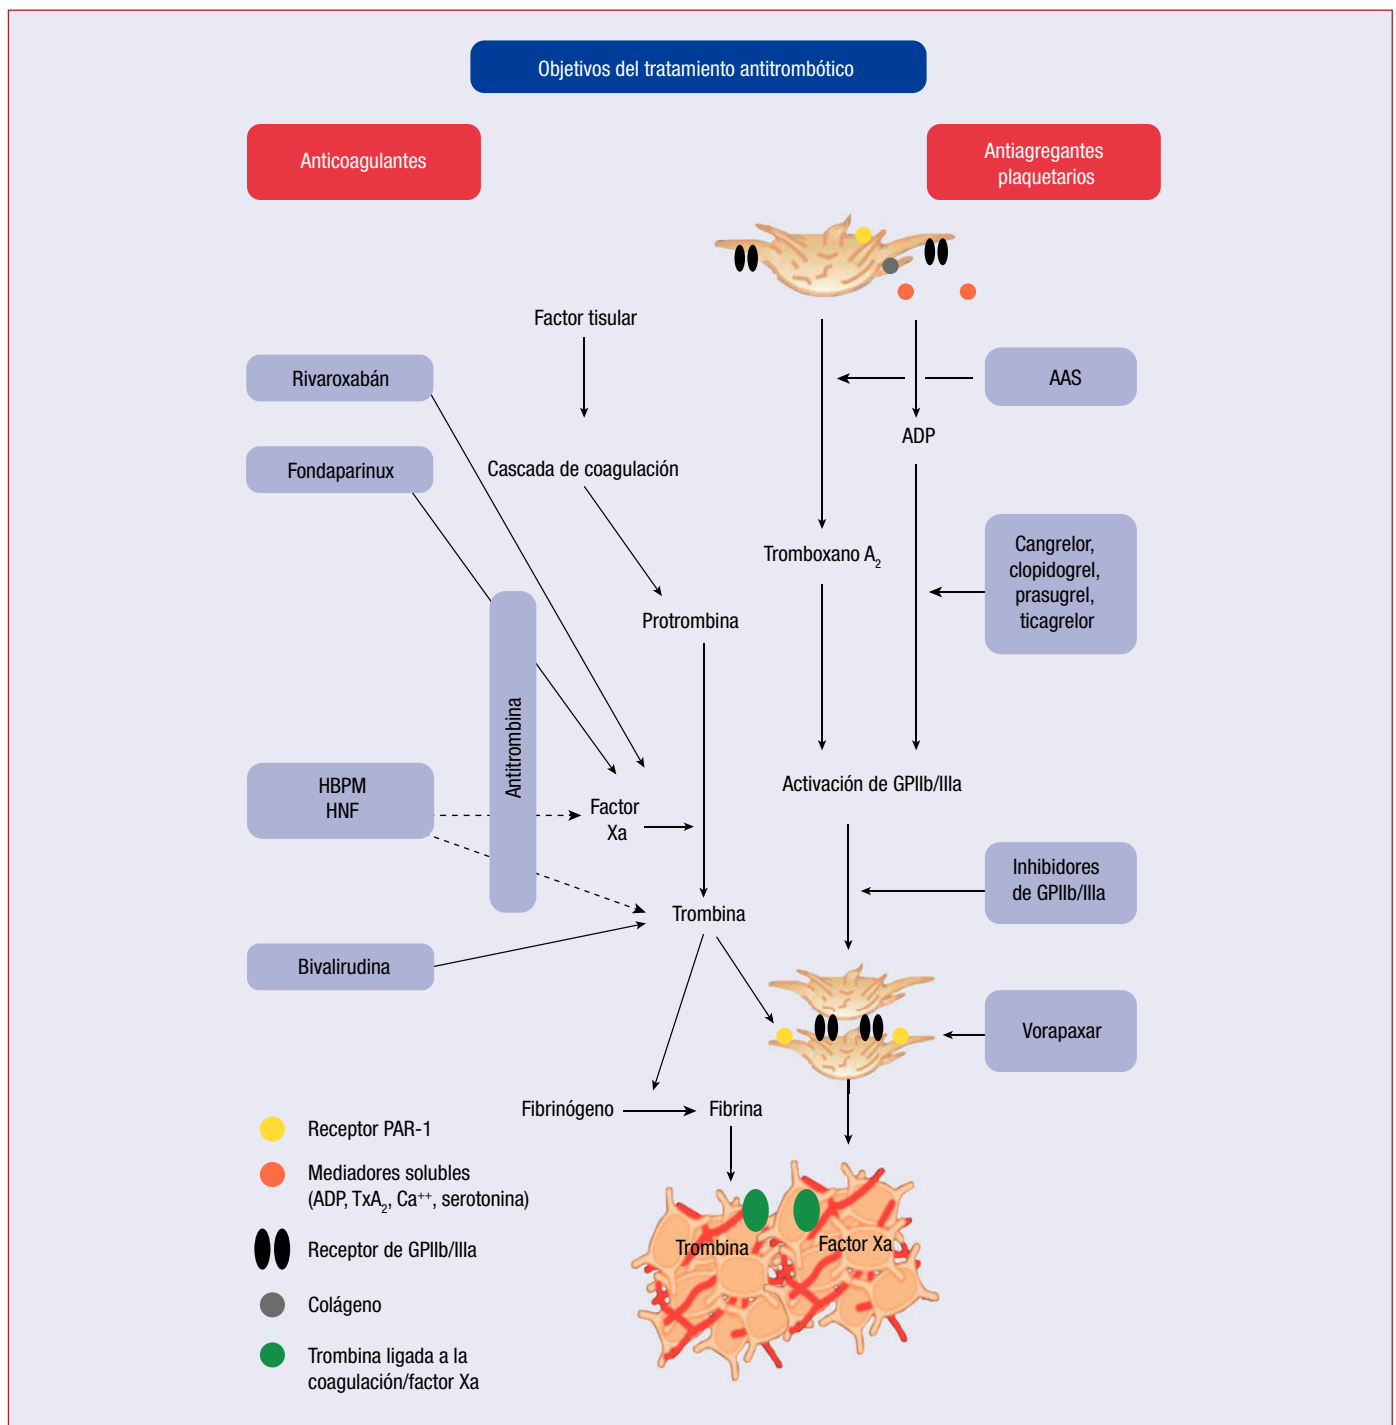 Objetivos del tratamiento antitrombótico
Anticoagulantes
Antiagregantes
plaquetarios
Factor tisular
Rivaroxabán
AAS
ADP
Fondaparinux
Cascada de coagulación
Cangrelor,
clopidogrel,
prasugrel,
ticagrelor
Tromboxano A₂
Protrombina
Antitrombina
HBPM
HNF
Activación de GPIIb/IIIa
Factor
Xa
Inhibidores
de GPIIb/IIIa
Trombina
Bivalirudina
Vorapaxar
Fibrinógeno
Fibrina
Receptor PAR-1
Mediadores solubles
(ADP, TxA₂, Ca⁺⁺, serotonina)
Receptor de GPIIb/IIIa
Colágeno
Trombina ligada a la
coagulación/factor Xa
Trombina
Factor Xa